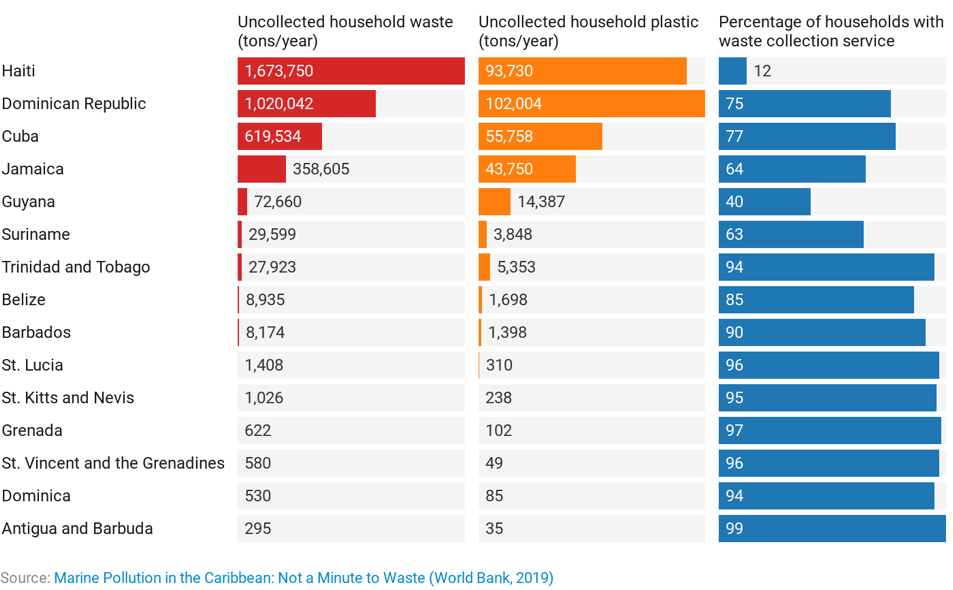 Uncollected household waste (tons/year)
Uncollected household plastic (tons/year)
Percentage of households with waste collection service
Haiti 1,673,750 93,730 12
Dominican Republic 1,020,042 102,004 75
Cuba 619,534 55,758 77
Jamaica 358,605 43,750 64
Guyana 72,660 14,387 40
Suriname 29,599 3,848 63
Trinidad and Tobago 27,923 5,353 94
Belize 8,935 1,698 85
Barbados 8,174 1,398 90
St. Lucia 1,408 310 96
St. Kitts and Nevis 1,026 238 95
Grenada 622 102 97
St. Vincent and the Grenadines 580 49 96
Dominica 530 85 94
Antigua and Barbuda 295 35 99
Source: Marine Pollution in the Caribbean: Not a Minute to Waste (World Bank, 2019)